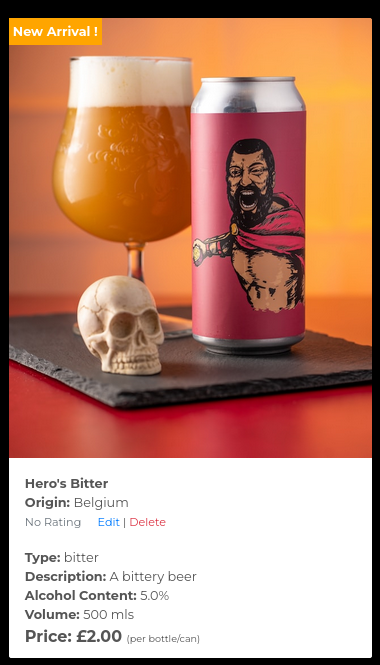 New Arrival !
Hero's Bitter
Origin: Belgium
No Rating Edit | Delete
Type: bitter
Description: A bittery beer
Alcohol Content: 5.0%
Volume: 500 mls
Price: £2.00 (per bottle/can)